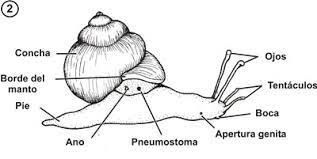 2
Concha
Borde del
manto
Pie
Ano
Pneumostoma
Ojos
Tentáculos
Boca
Apertura genita